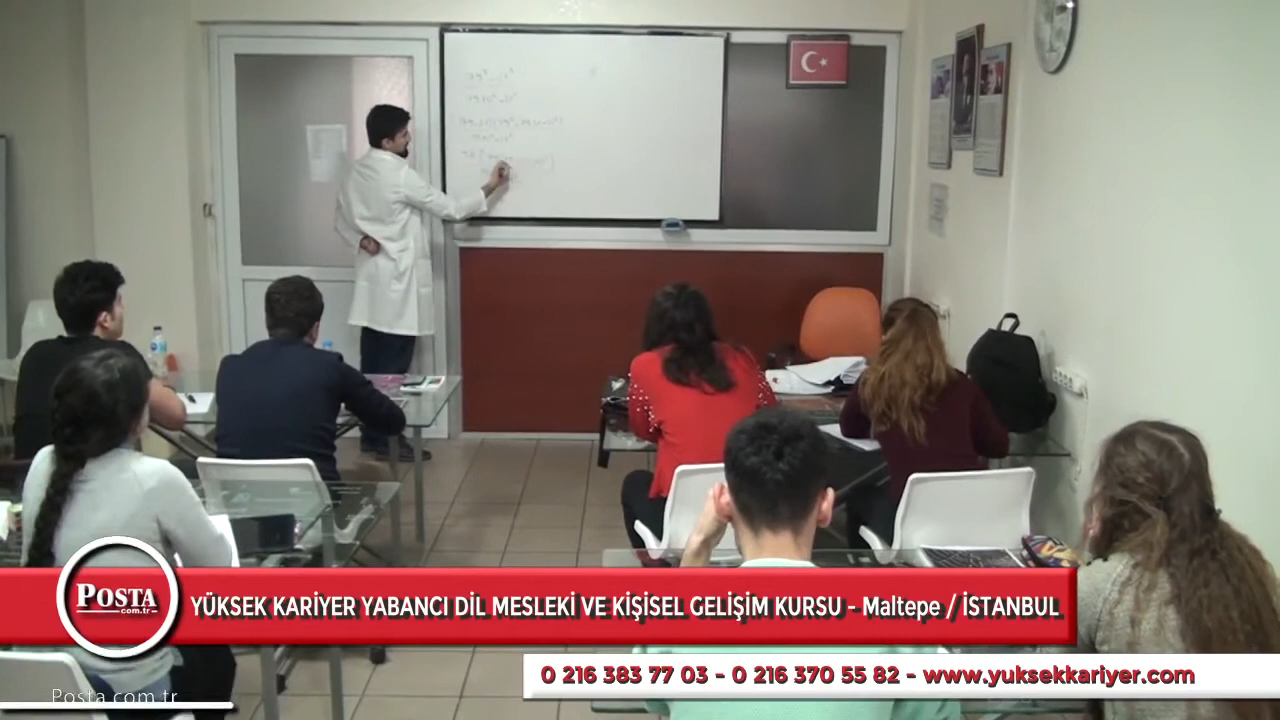 POSTA
com.tr
YÜKSEK KARİYER YABANCI DİL MESLEKİ VE KİŞİSEL GELİŞİM KURSU - Maltepe / İSTANBUL
0 216 383 77 03 - 0 216 370 55 82 - www.yuksekkariyer.com
Posta.com.tr